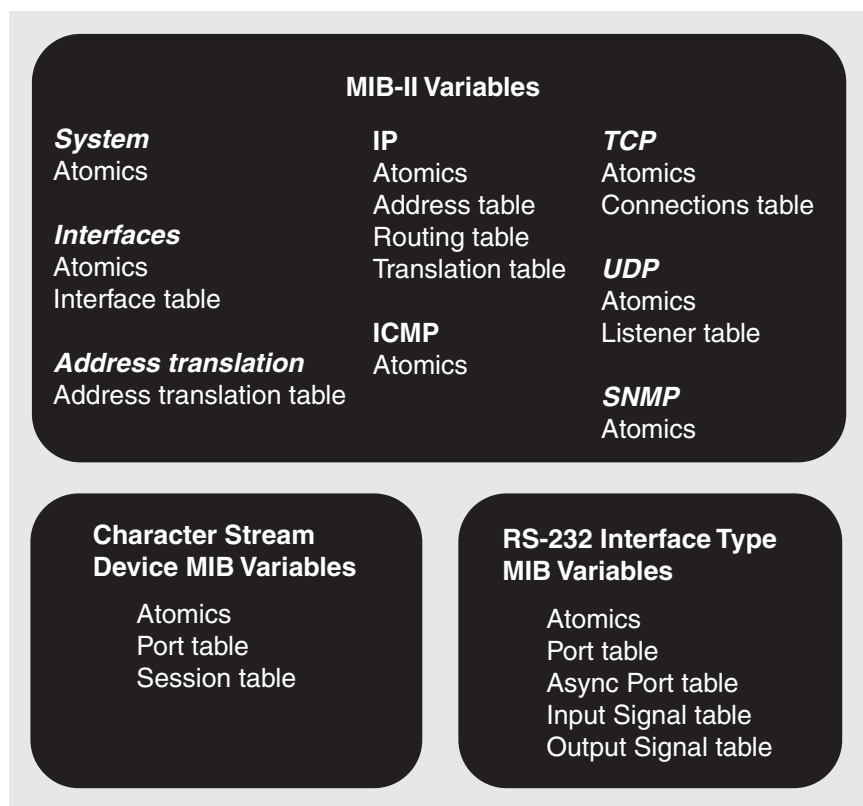 MIB-II Variables
System
Atomics
Interfaces
Atomics
Interface table
Address translation
Address translation table
IP
Atomics
Address table
Routing table
Translation table
ICMP
Atomics
TCP
Atomics
Connections table
UDP
Atomics
Listener table
SNMP
Atomics
Character Stream
Device MIB Variables
Atomics
Port table
Session table
RS-232 Interface Type
MIB Variables
Atomics
Port table
Async Port table
Input Signal table
Output Signal table